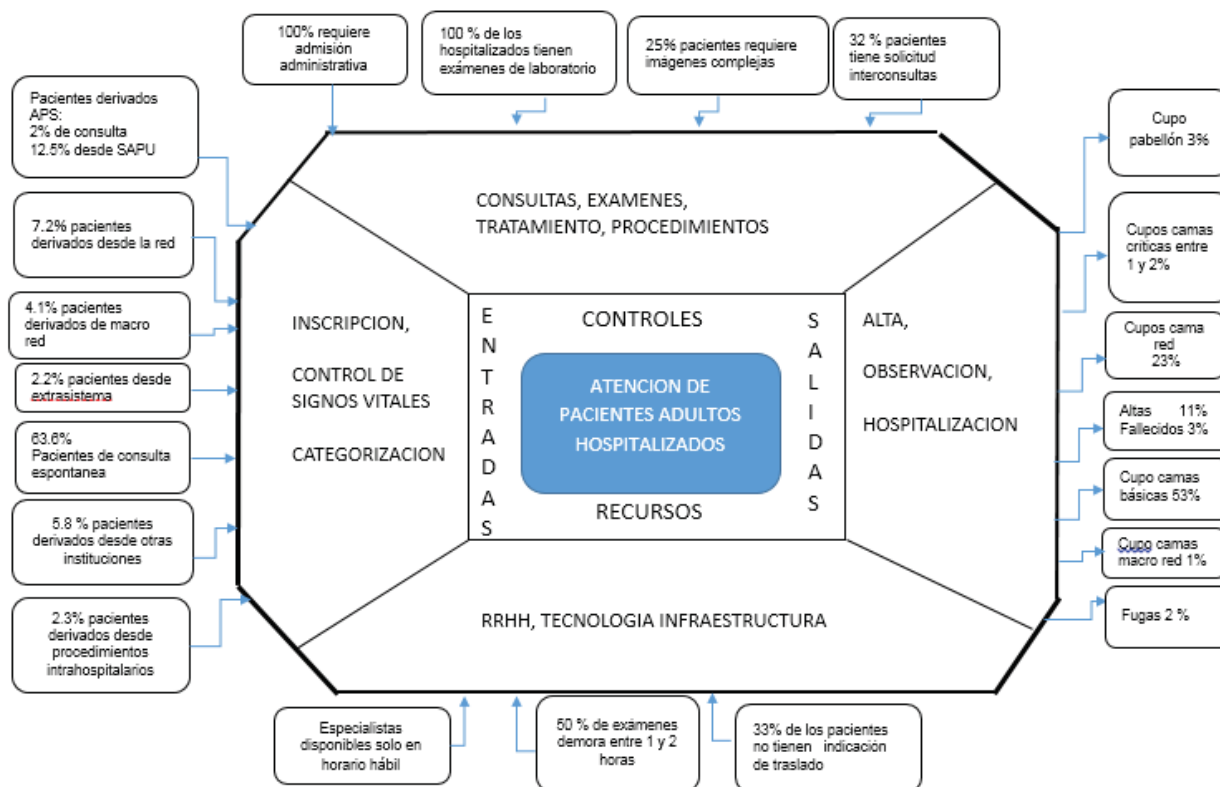 100% requiere
admisión
administrativa
100 % de los
hospitalizados tienen
exámenes de laboratorio
25% pacientes requiere
imágenes complejas
32 % pacientes
tiene solicitud
interconsultas
Pacientes derivados
APS:
2% de consulta
12.5% desde SAPU
7.2% pacientes
derivados desde la red
4.1% pacientes
derivados de macro
red
2.2% pacientes desde
extrasistema
63.6%
Pacientes de consulta
espontanea
5.8 % pacientes
derivados desde otras
instituciones
2.3% pacientes
derivados desde
procedimientos
intrahospitalarios
CONSULTAS, EXAMENES,
TRATAMIENTO, PROCEDIMIENTOS
INSCRIPCION,
CONTROL DE
SIGNOS VITALES
CATEGORIZACION
ENTRADAS
CONTROLES
ATENCION DE
PACIENTES ADULTOS
HOSPITALIZADOS
RECURSOS
SALIDAS
ALTA,
OBSERVACION,
HOSPITALIZACION
RRHH, TECNOLOGIA INFRAESTRUCTURA
Cupo
pabellón 3%
Cupos camas
críticas entre
1 y 2%
Cupos cama
red
23%
Altas 11%
Fallecidos 3%
Cupo camas
básicas 53%
Cupo camas
macro red 1%
Fugas 2 %
Especialistas
disponibles solo en
horario hábil
50 % de exámenes
demora entre 1 y 2
horas
33% de los pacientes
no tienen indicación
de traslado